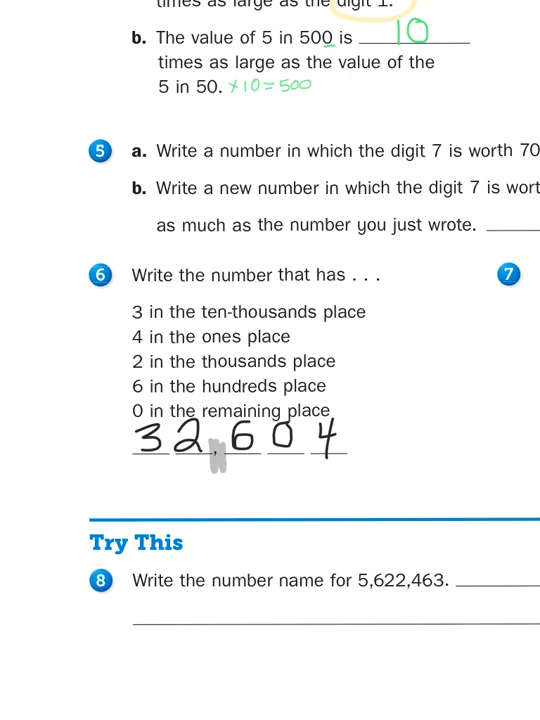 times as large as the digit 1.
b. The value of 5 in 500 is 10
times as large as the value of the
5 in 50. ×10=500
5 a. Write a number in which the digit 7 is worth 70
b. Write a new number in which the digit 7 is wort
as much as the number you just wrote.
6 Write the number that has . . . 7
3 in the ten-thousands place
4 in the ones place
2 in the thousands place
6 in the hundreds place
0 in the remaining place
32,604
Try This
8 Write the number name for 5,622,463.